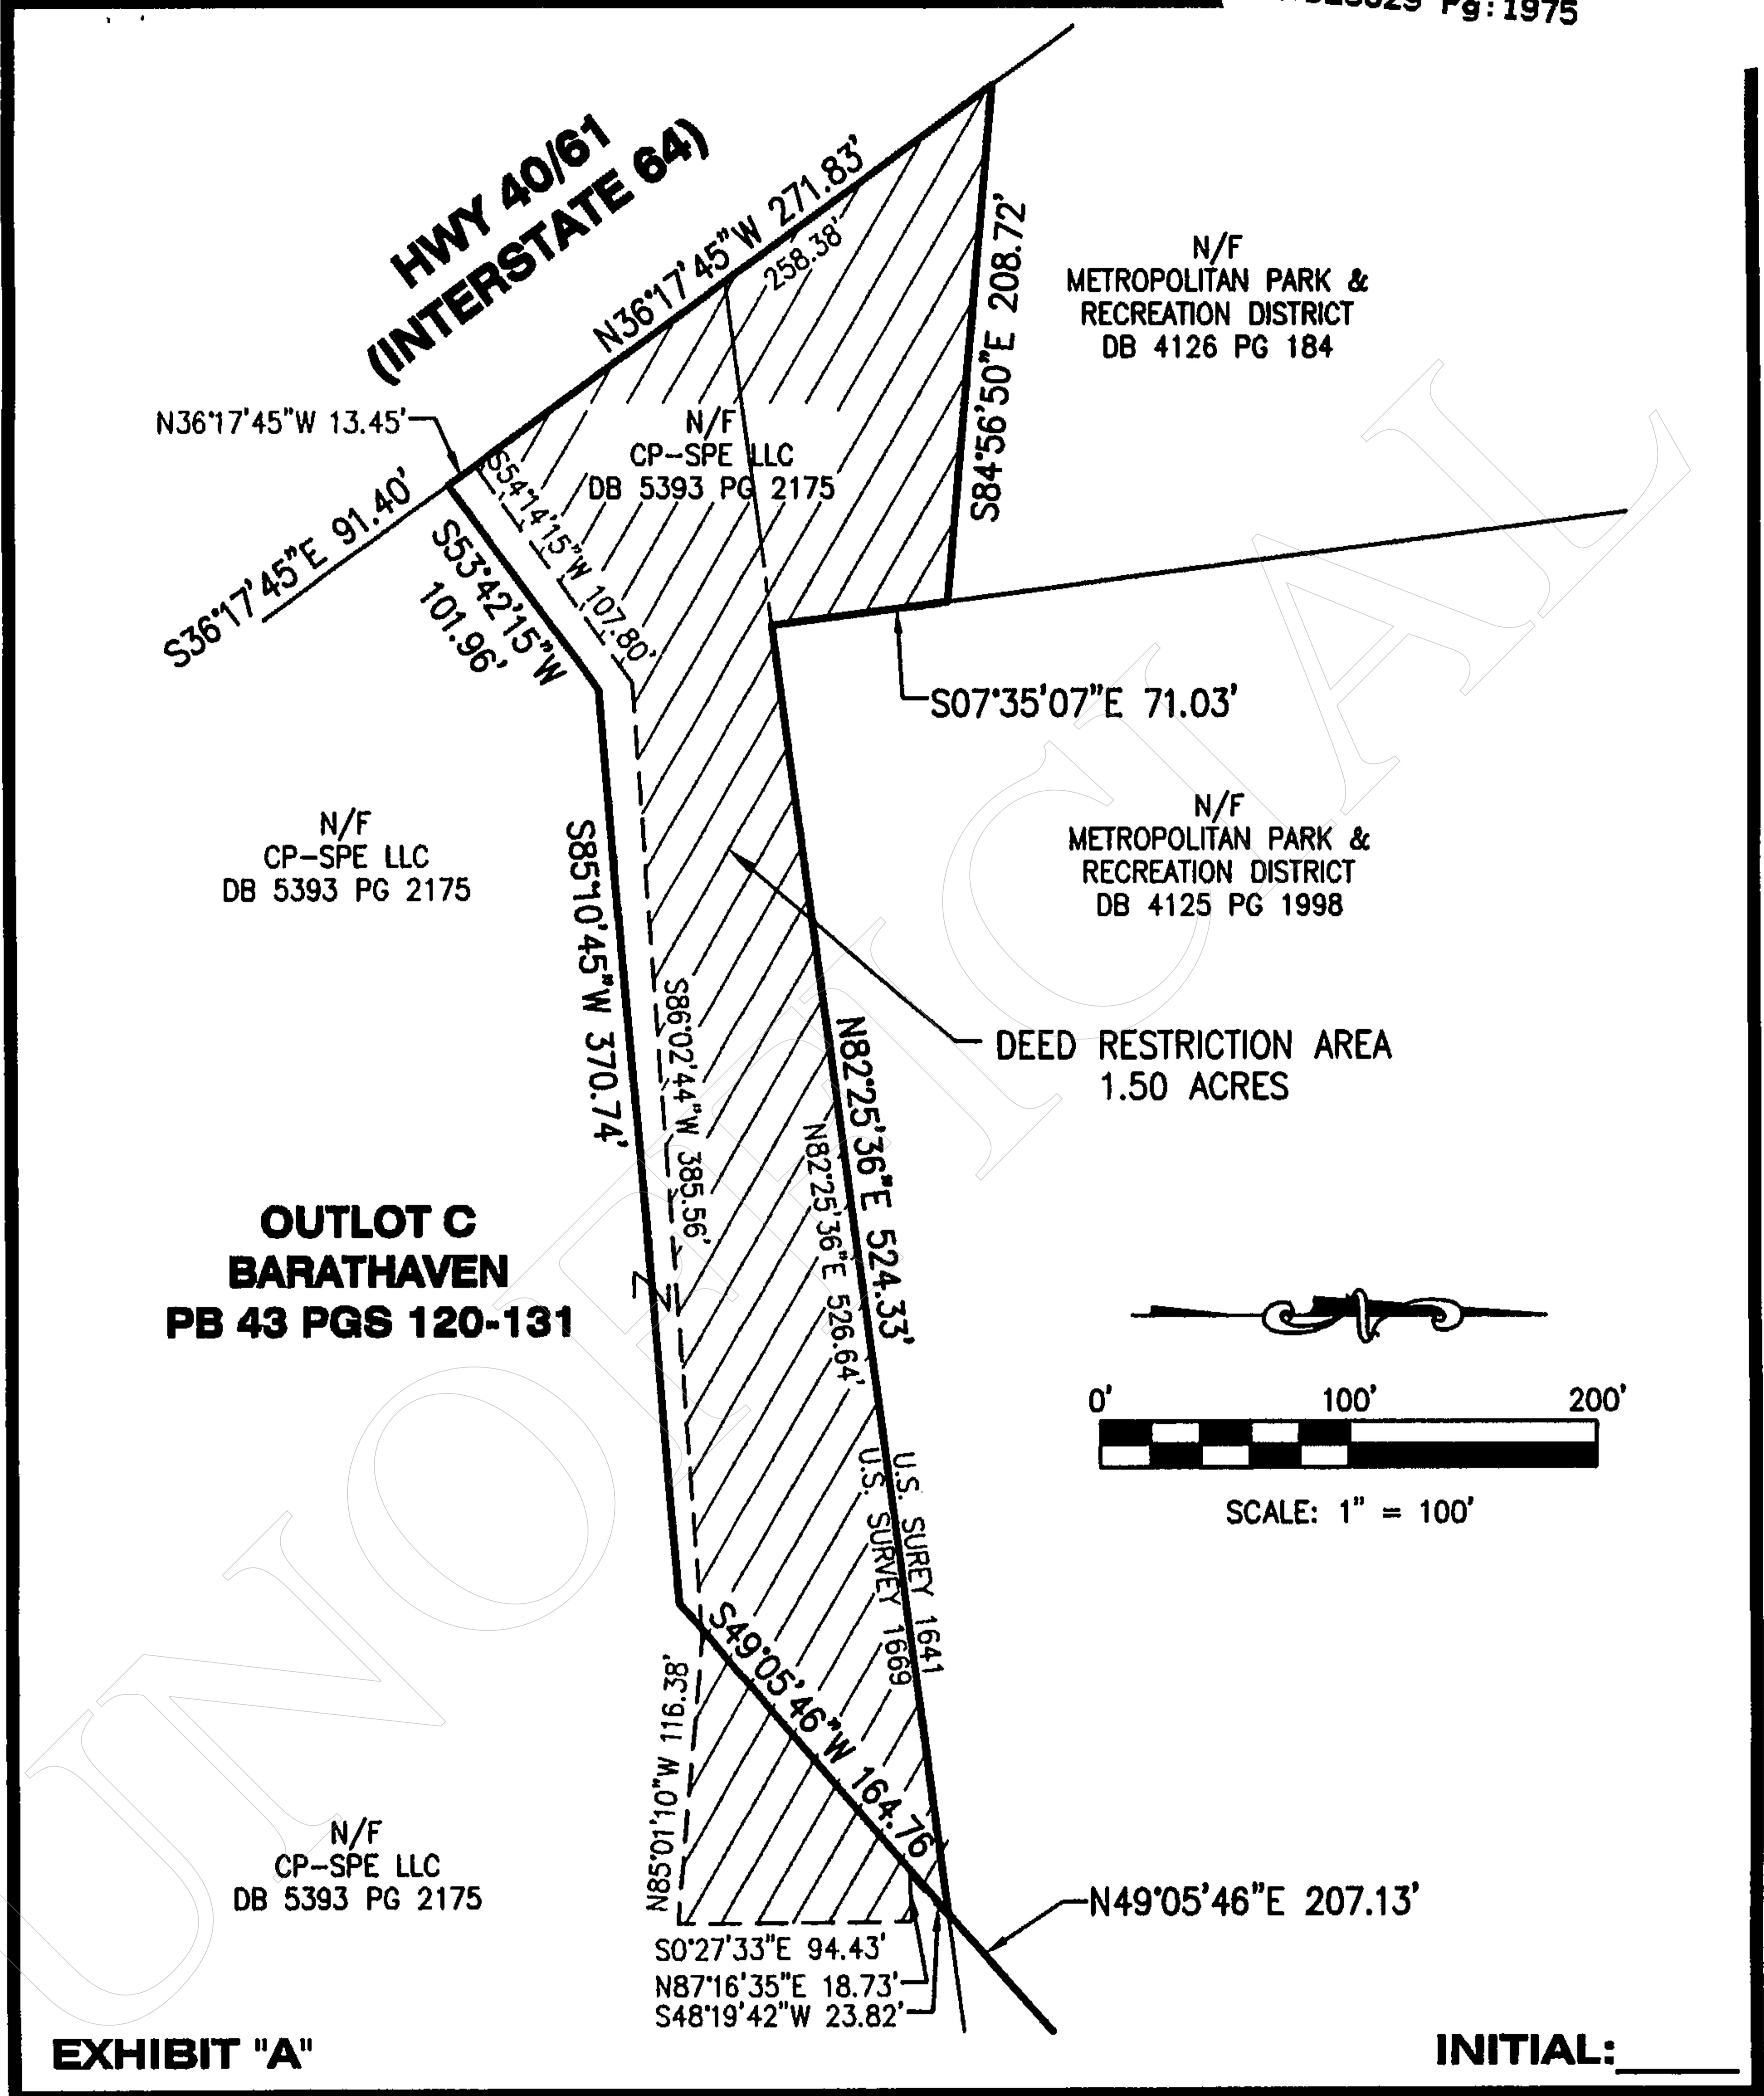 Pg:1975
HWY 40/61
(INTERSTATE 64)
N36°17'45"W 271.83'
258.38'
S84°56'50"E 208.72'
N/F
METROPOLITAN PARK &
RECREATION DISTRICT
DB 4126 PG 184
N36°17'45"W 13.45'
N/F
CP-SPE LLC
DB 5393 PG 2175
S36°17'45"E 91.40'
S53°42'15"W
101.96'
S54°14'15"W 107.80'
S07°35'07"E 71.03'
N/F
CP-SPE LLC
DB 5393 PG 2175
S85°10'45"W 370.74'
N/F
METROPOLITAN PARK &
RECREATION DISTRICT
DB 4125 PG 1998
S86°02'44"W 385.56'
DEED RESTRICTION AREA
1.50 ACRES
N82°25'36"E 524.33'
N82°25'36"E 526.64'
OUTLOT C
BARATHAVEN
PB 43 PGS 120-131
0' 100' 200'
SCALE: 1" = 100'
U.S. SUREY 1641
U.S. SURVEY 1669
S49°05'46"W 164.76
N85°01'10"W 116.38'
N/F
CP-SPE LLC
DB 5393 PG 2175
N49°05'46"E 207.13'
S0°27'33"E 94.43'
N87°16'35"E 18.73'
S48°19'42"W 23.82'
EXHIBIT "A"
INITIAL:
UNOFFICIAL